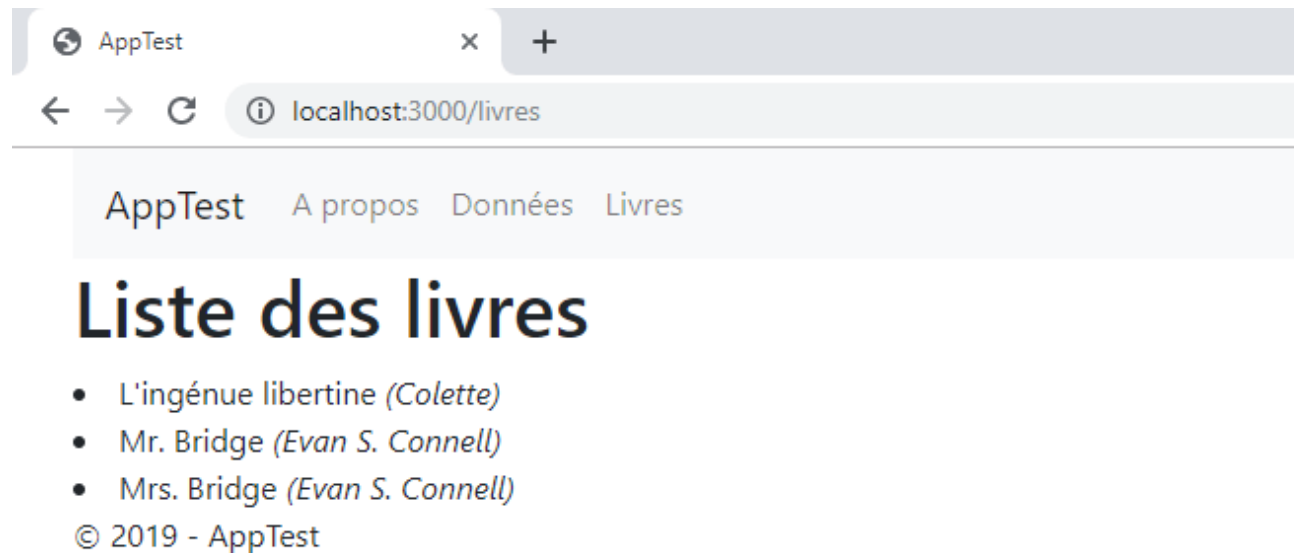 AppTest
localhost:3000/livres
AppTest A propos Données Livres
Liste des livres
• L'ingénue libertine (Colette)
• Mr. Bridge (Evan S. Connell)
• Mrs. Bridge (Evan S. Connell)
© 2019 - AppTest